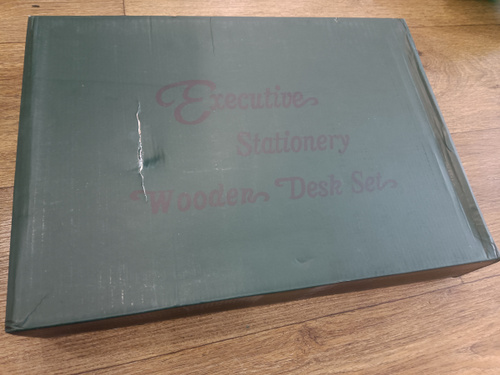 Executive
Stationery
Wooden Desk Set